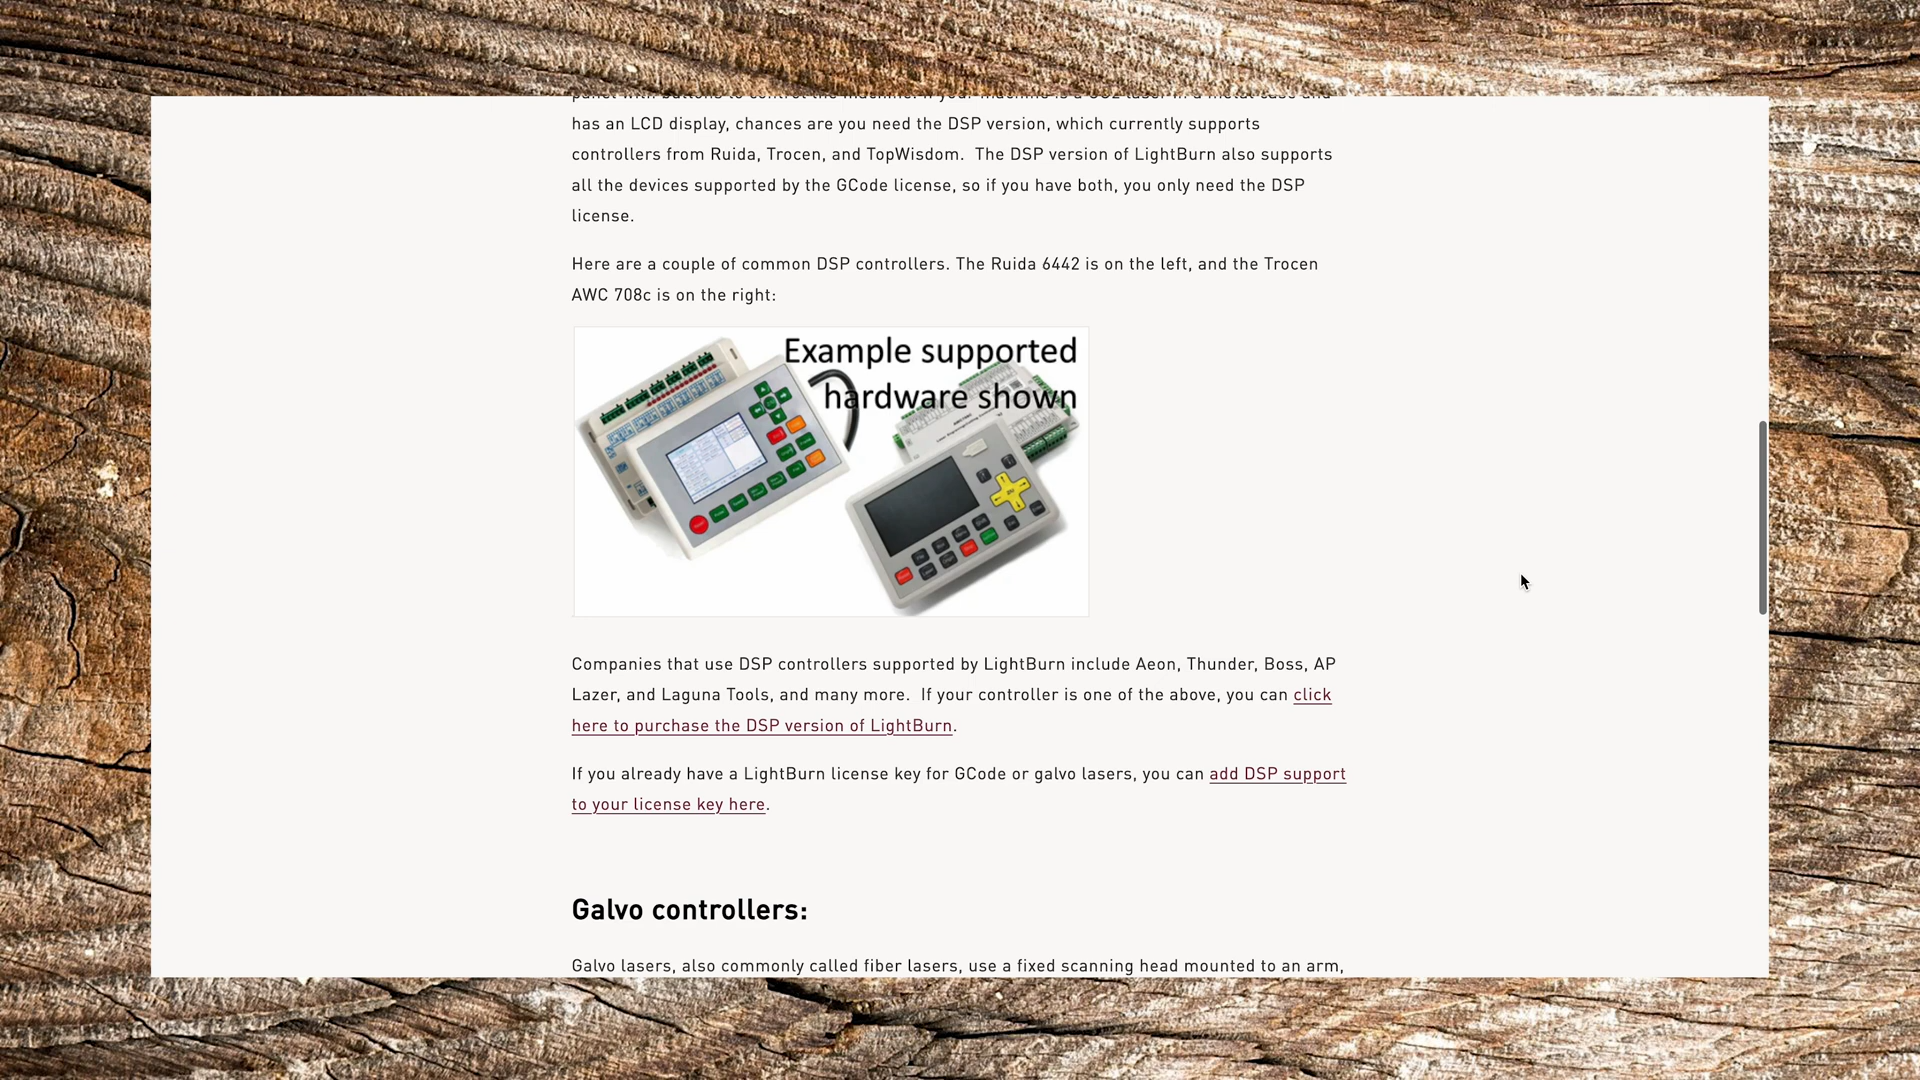 panel with buttons to control the machine. If your machine is a CO2 laser in a metal case and
has an LCD display, chances are you need the DSP version, which currently supports
controllers from Ruida, Trocen, and TopWisdom.  The DSP version of LightBurn also supports
all the devices supported by the GCode license, so if you have both, you only need the DSP
license.
Here are a couple of common DSP controllers. The Ruida 6442 is on the left, and the Trocen
AWC 708c is on the right:
Example supported
hardware shown
Companies that use DSP controllers supported by LightBurn include Aeon, Thunder, Boss, AP
Lazer, and Laguna Tools, and many more.  If your controller is one of the above, you can click
here to purchase the DSP version of LightBurn.
If you already have a LightBurn license key for GCode or galvo lasers, you can add DSP support
to your license key here.
Galvo controllers:
Galvo lasers, also commonly called fiber lasers, use a fixed scanning head mounted to an arm,